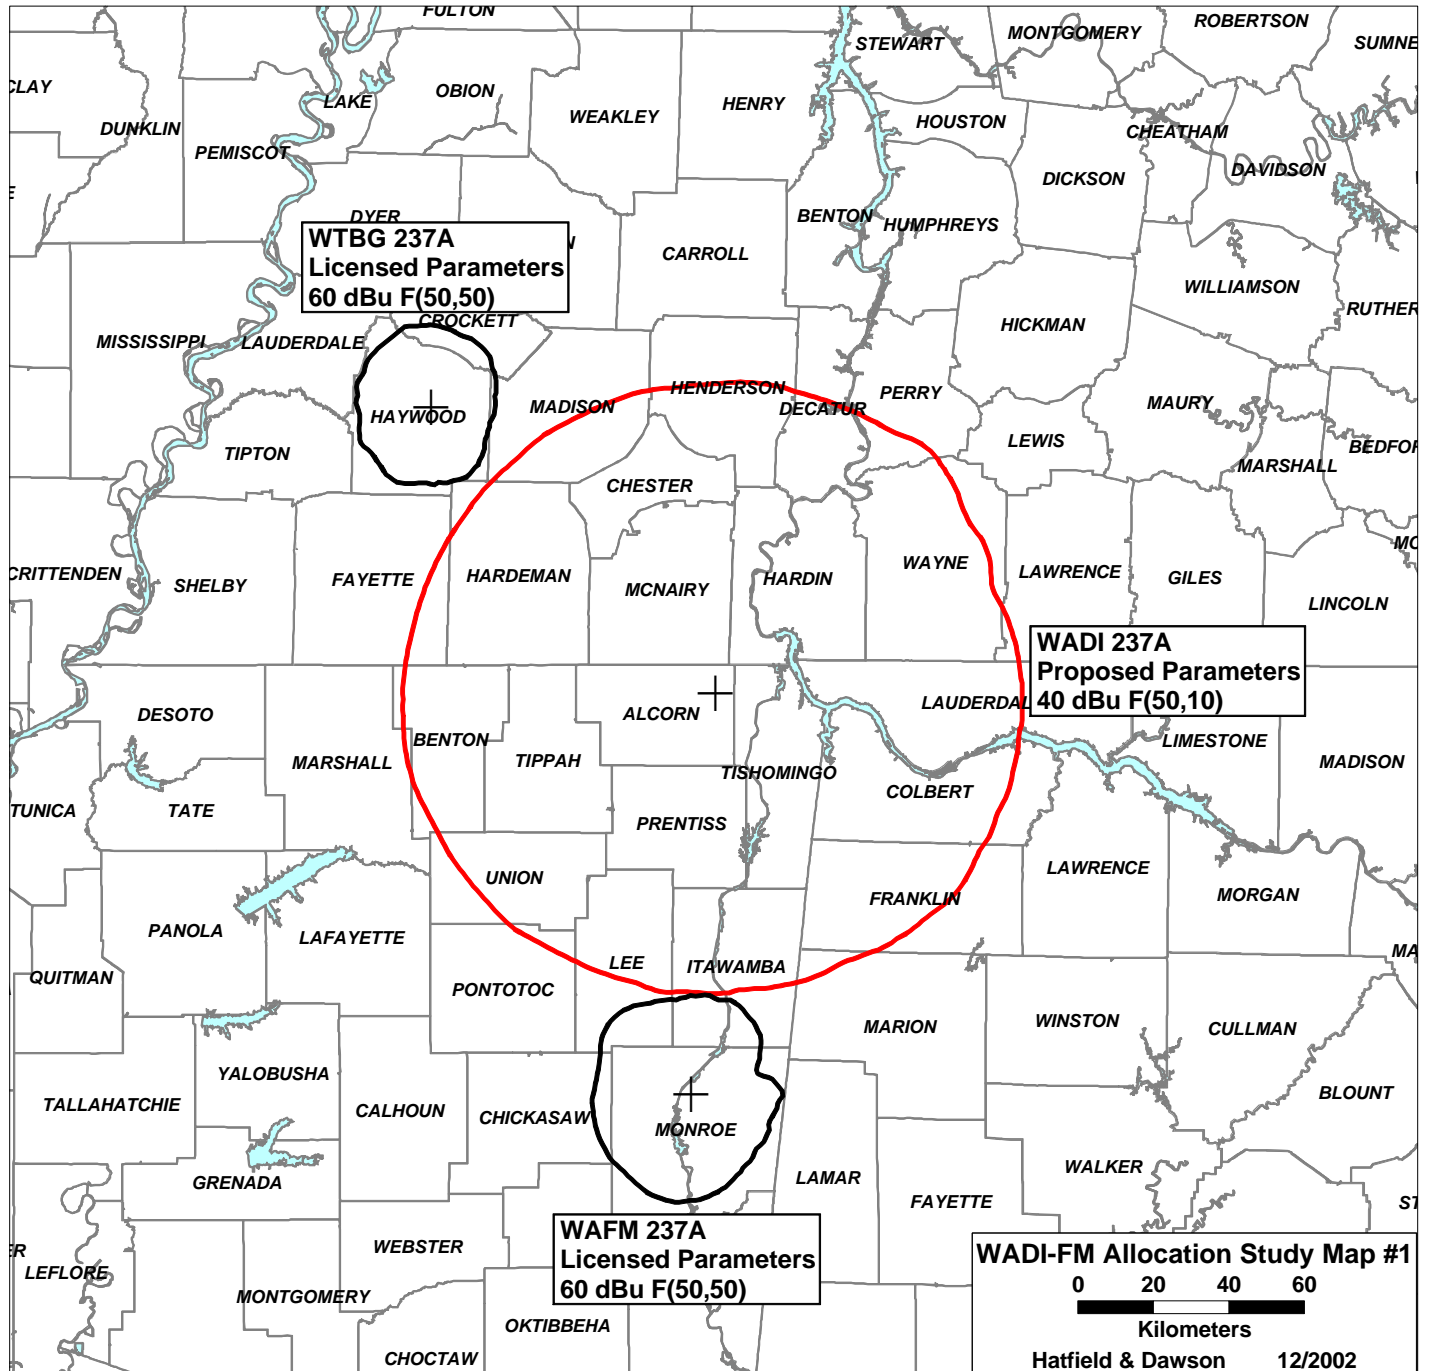 FULTON
ROBERTSON
MONTGOMERY
STEWART
SUMNE
CLAY
LAKE
OBION
HENRY
WEAKLEY
DUNKLIN
HOUSTON
CHEATHAM
PEMISCOT
DICKSON
DAVIDSON
DYER
BENTON
HUMPHREYS
WTBG 237A
Licensed Parameters
60 dBu F(50,50)
CARROLL
WILLIAMSON
RUTHER
CROCKETT
HICKMAN
MISSISSIPPI
LAUDERDALE
HENDERSON
PERRY
MADISON
DECATUR
MAURY
HAYWOOD
LEWIS
BEDFOR
TIPTON
MARSHALL
CHESTER
MC
CRITTENDEN
SHELBY
FAYETTE
HARDEMAN
MCNAIRY
HARDIN
WAYNE
LAWRENCE
GILES
LINCOLN
WADI 237A
Proposed Parameters
40 dBu F(50,10)
DESOTO
ALCORN
LAUDERDAL
BENTON
LIMESTONE
MARSHALL
TIPPAH
TISHOMINGO
MADISON
COLBERT
TUNICA
TATE
PRENTISS
UNION
LAWRENCE
FRANKLIN
MORGAN
PANOLA
LAFAYETTE
LEE
ITAWAMBA
MA
QUITMAN
PONTOTOC
MARION
WINSTON
CULLMAN
YALOBUSHA
TALLAHATCHIE
CALHOUN
CHICKASAW
BLOUNT
MONROE
GRENADA
LAMAR
WALKER
FAYETTE
ST
WAFM 237A
Licensed Parameters
60 dBu F(50,50)
WEBSTER
ER
LEFLORE
MONTGOMERY
OKTIBBEHA
CHOCTAW
WADI-FM Allocation Study Map #1
0 20 40 60
Kilometers
Hatfield & Dawson 12/2002